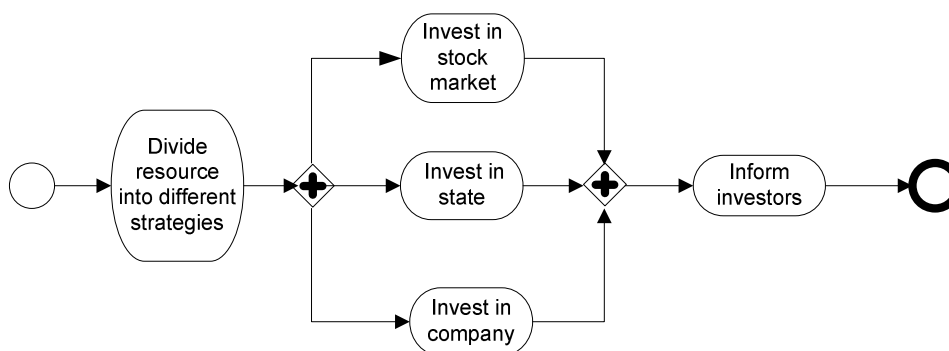 Divide
resource
into different
strategies
Invest in
stock
market
Invest in
state
Invest in
company
Inform
investors